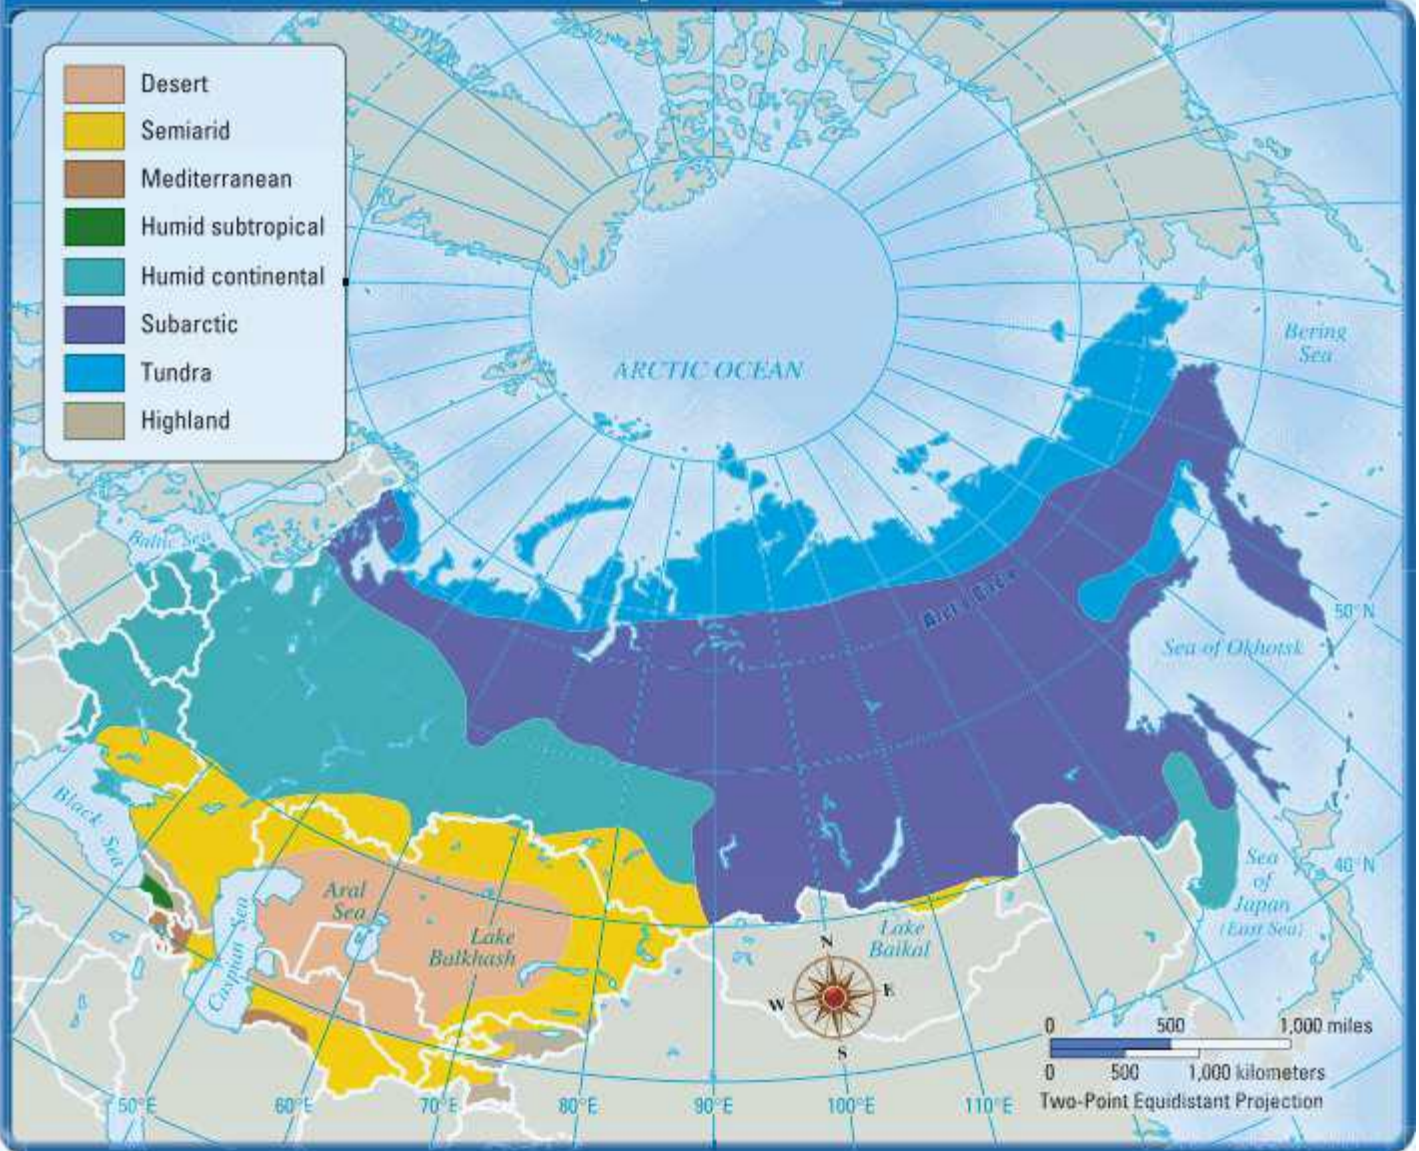 Desert
Semiarid
Mediterranean
Humid subtropical
Humid continental
Subarctic
Tundra
Highland
ARCTIC OCEAN
Bering
Sea
Baltic Sea
Arctic Circle
50°N
Sea of Okhotsk
Black Sea
Caspian Sea
Aral
Sea
Lake
Balkhash
Lake
Baikal
Sea
of
Japan
(East Sea)
40°N
N
W
E
S
0 500 1,000 miles
0 500 1,000 kilometers
Two-Point Equidistant Projection
50°E
60°E
70°E
80°E
90°E
100°E
110°E